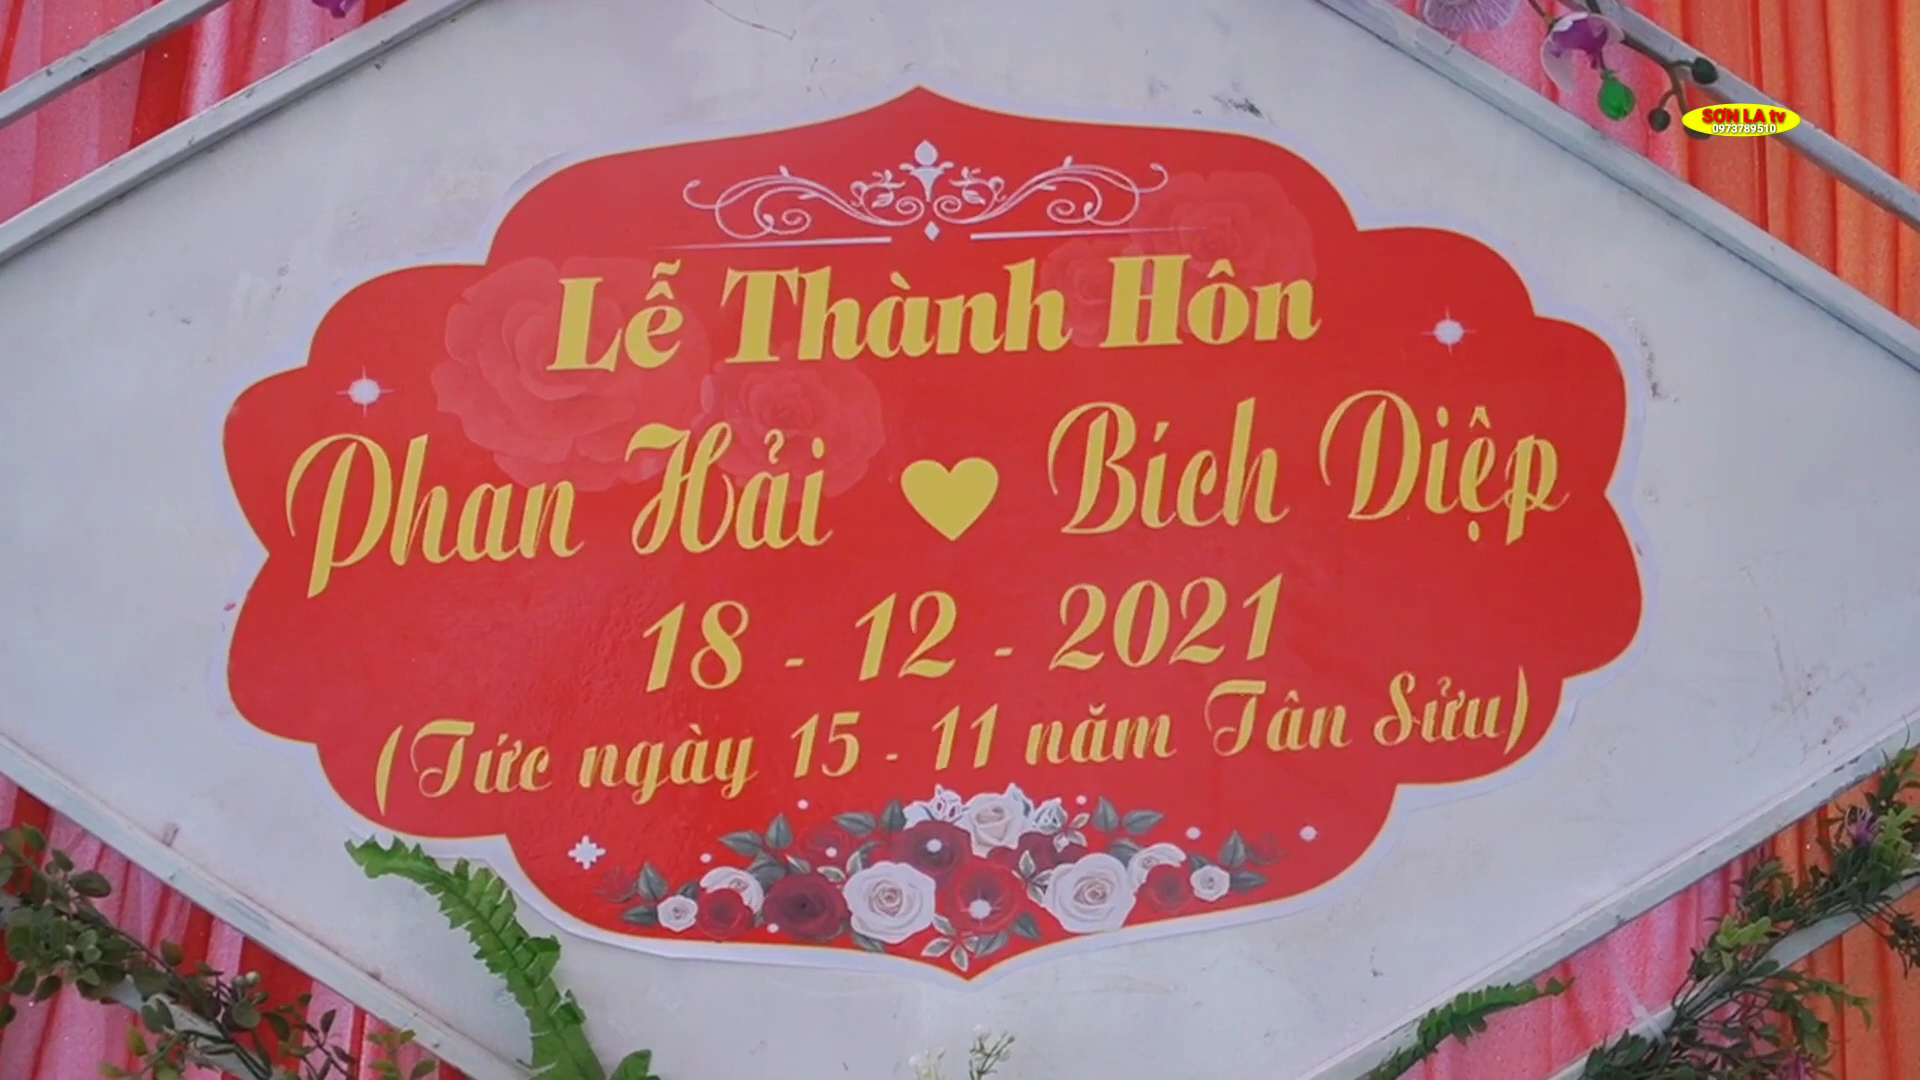 SƠN LA tv
0973789510
Lễ Thành Hôn
Phan Hải Bích Diệp
18 - 12 - 2021
(Tức ngày 15 - 11 năm Tân Sửu)